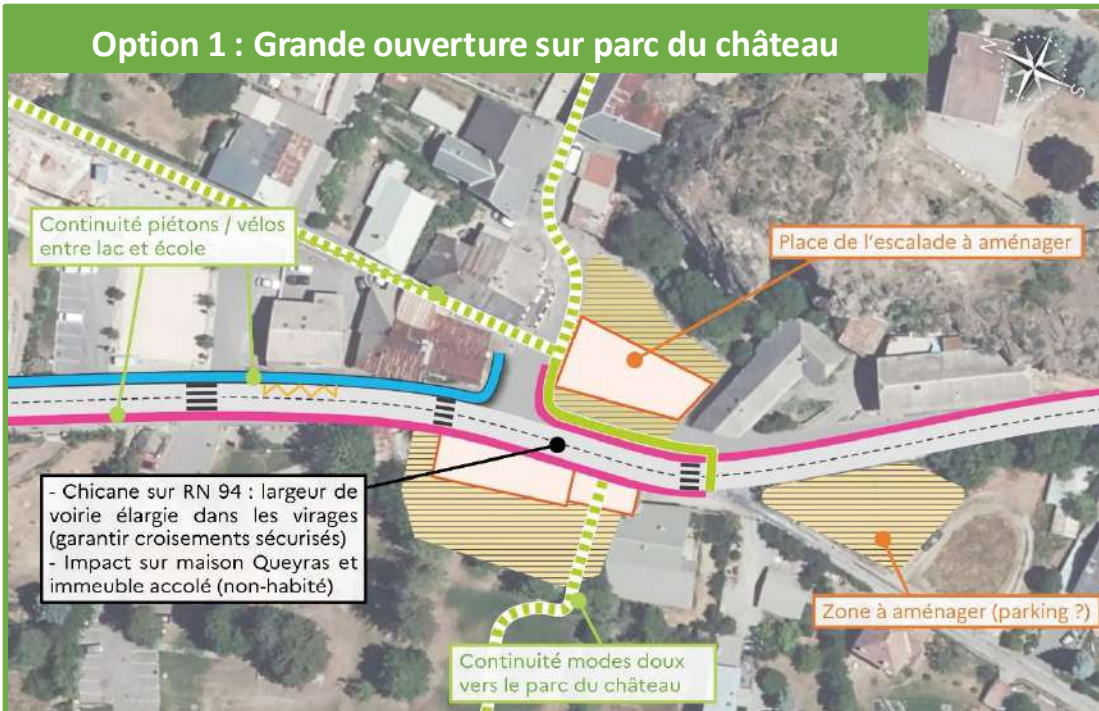 Option 1 : Grande ouverture sur parc du château
N
S
Continuité piétons / vélos
entre lac et école
Place de l'escalade à aménager
- Chicane sur RN 94 : largeur de
voirie élargie dans les virages
(garantir croisements sécurisés)
- Impact sur maison Queyras et
immeuble accolé (non-habité)
Zone à aménager (parking ?)
Continuité modes doux
vers le parc du château